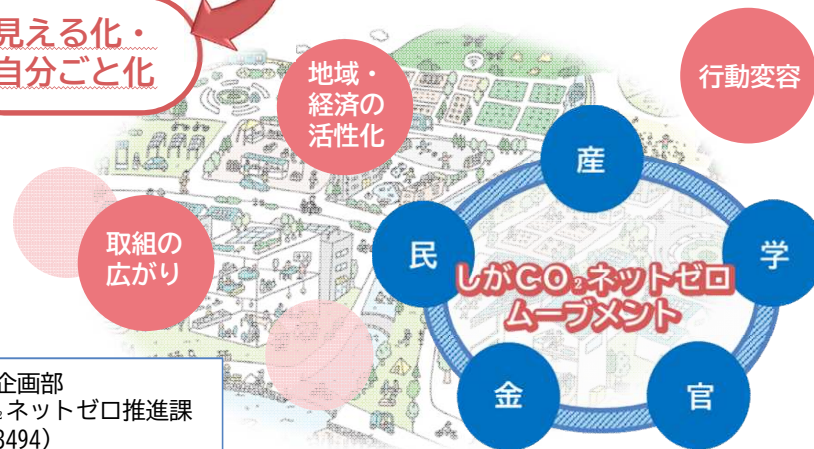 見える化・
自分ごと化
地域・
経済の
活性化
行動変容
取組の
広がり
産
民
学
しがCO₂ネットゼロ
ムーブメント
金
官
企画部
₂ネットゼロ推進課
3494)